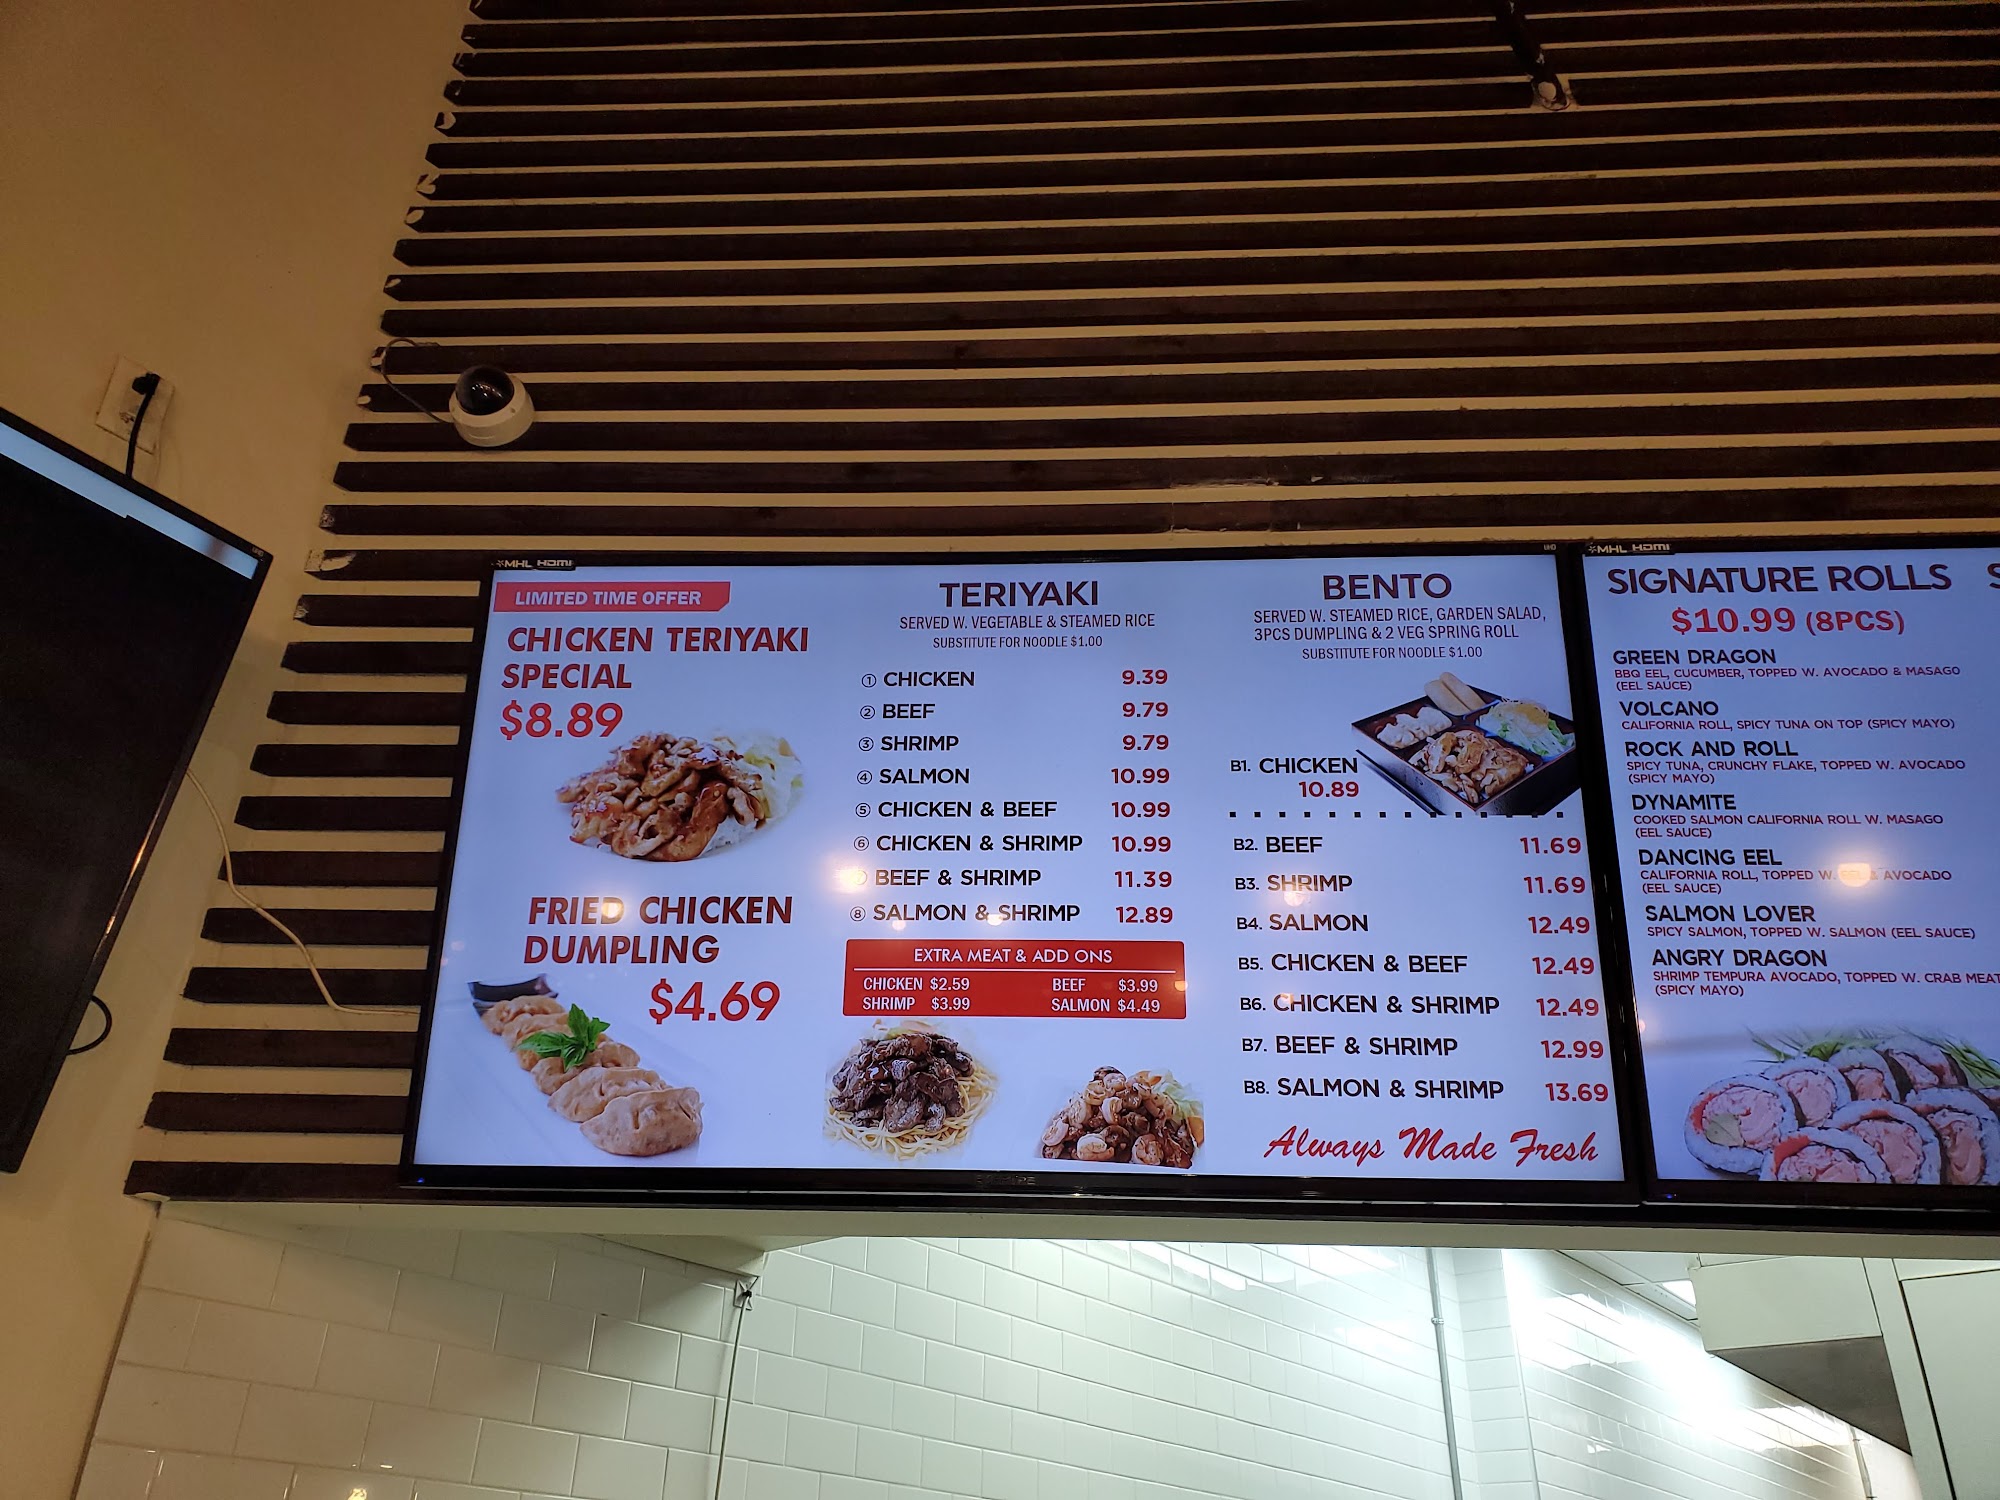 MHL HDMI
UHD
LIMITED TIME OFFER
CHICKEN TERIYAKI
SPECIAL
$8.89
FRIED CHICKEN
DUMPLING
$4.69
TERIYAKI
SERVED W. VEGETABLE & STEAMED RICE
SUBSTITUTE FOR NOODLE $1.00
① CHICKEN 9.39
② BEEF 9.79
③ SHRIMP 9.79
④ SALMON 10.99
⑤ CHICKEN & BEEF 10.99
⑥ CHICKEN & SHRIMP 10.99
BEEF & SHRIMP 11.39
⑧ SALMON & SHRIMP 12.89
EXTRA MEAT & ADD ONS
CHICKEN $2.59 BEEF $3.99
SHRIMP $3.99 SALMON $4.49
BENTO
SERVED W. STEAMED RICE, GARDEN SALAD,
3PCS DUMPLING & 2 VEG SPRING ROLL
SUBSTITUTE FOR NOODLE $1.00
B1. CHICKEN
10.89
B2. BEEF 11.69
B3. SHRIMP 11.69
B4. SALMON 12.49
B5. CHICKEN & BEEF 12.49
B6. CHICKEN & SHRIMP 12.49
B7. BEEF & SHRIMP 12.99
B8. SALMON & SHRIMP 13.69
Always Made Fresh
MHL HDMI
SIGNATURE ROLLS
$10.99 (8PCS)
GREEN DRAGON
BBQ EEL, CUCUMBER, TOPPED W. AVOCADO & MASAGO
(EEL SAUCE)
VOLCANO
CALIFORNIA ROLL, SPICY TUNA ON TOP (SPICY MAYO)
ROCK AND ROLL
SPICY TUNA, CRUNCHY FLAKE, TOPPED W. AVOCADO
(SPICY MAYO)
DYNAMITE
COOKED SALMON CALIFORNIA ROLL W. MASAGO
(EEL SAUCE)
DANCING EEL
CALIFORNIA ROLL, TOPPED W. EEL & AVOCADO
(EEL SAUCE)
SALMON LOVER
SPICY SALMON, TOPPED W. SALMON (EEL SAUCE)
ANGRY DRAGON
SHRIMP TEMPURA AVOCADO, TOPPED W. CRAB MEAT
(SPICY MAYO)